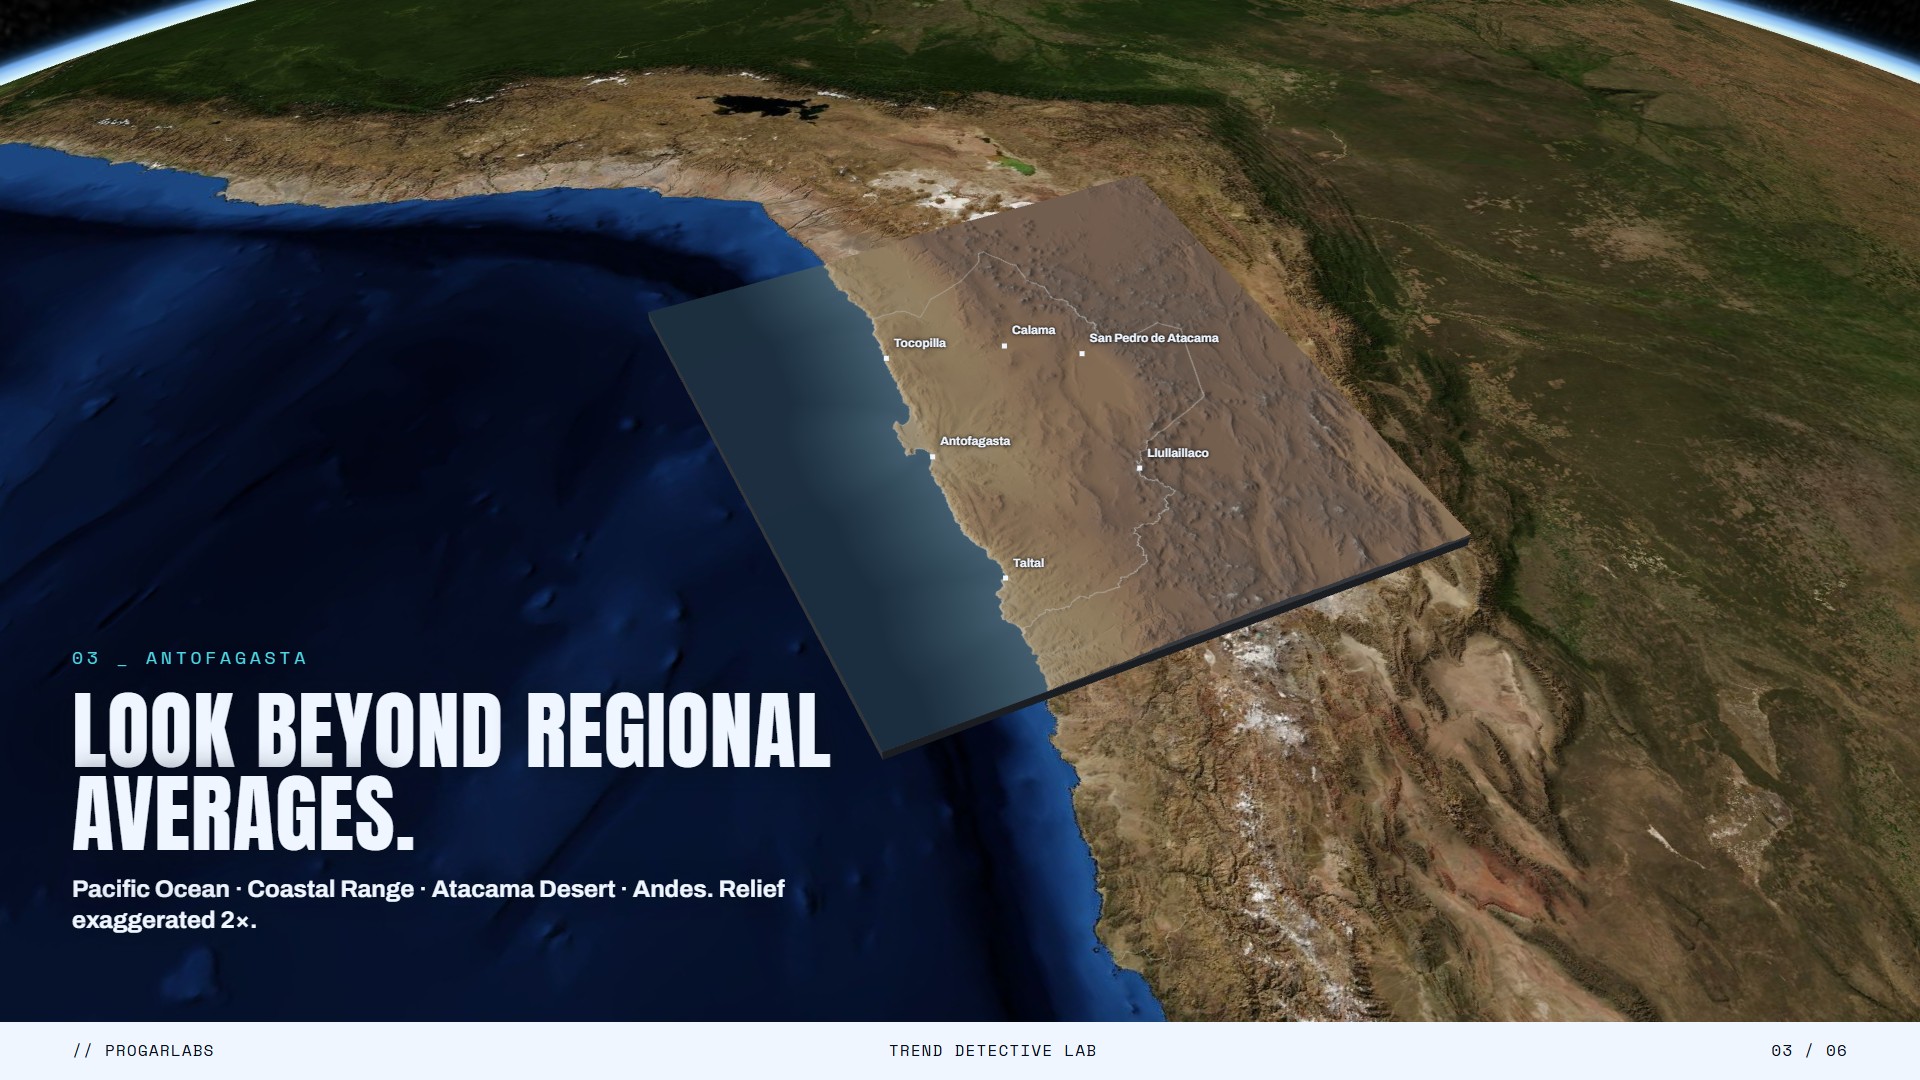 Tocopilla
Calama
San Pedro de Atacama
Antofagasta
Llullaillaco
Taltal
03 _ ANTOFAGASTA
LOOK BEYOND REGIONAL
AVERAGES.
Pacific Ocean · Coastal Range · Atacama Desert · Andes. Relief
exaggerated 2×.
// PROGARLABS
TREND DETECTIVE LAB
03 / 06